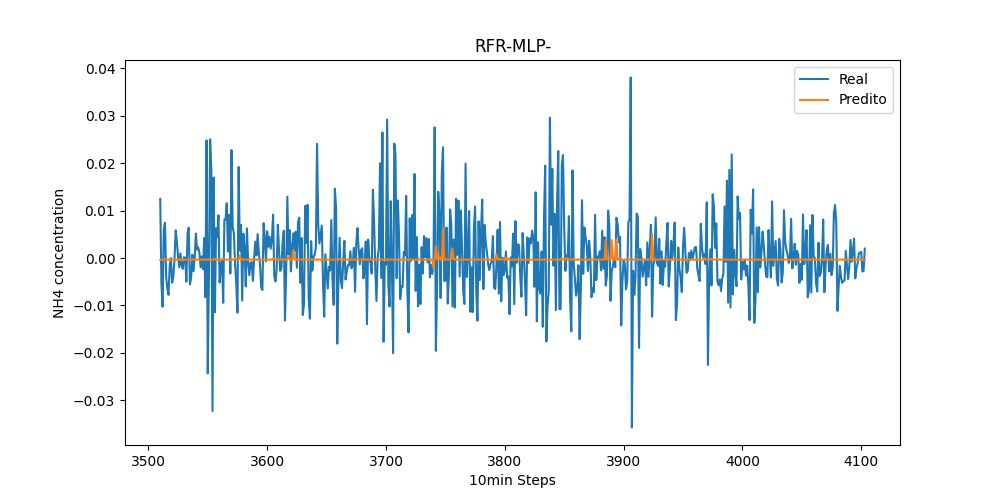 RFR-MLP-
0.04
0.03
0.02
0.01
0.00
−0.01
−0.02
−0.03
NH4 concentration
Real
Predito
3500 3600 3700 3800 3900 4000 4100
10min Steps